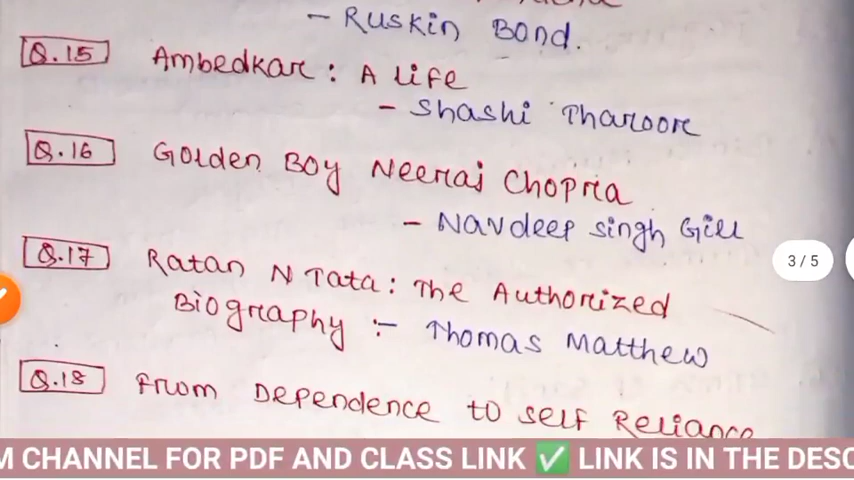 - Ruskin Bond.
Q.15 Ambedkar: A Life
- Shashi Tharoor
Q.16 Golden Boy Neeraj Chopra
- Navdeep Singh Gill
Q.17 Ratan N Tata: The Authorized
Biography :- Thomas Matthew
3/5
Q.18 From Dependence to Self Reliance
M CHANNEL FOR PDF AND CLASS LINK ✅ LINK IS IN THE DESC